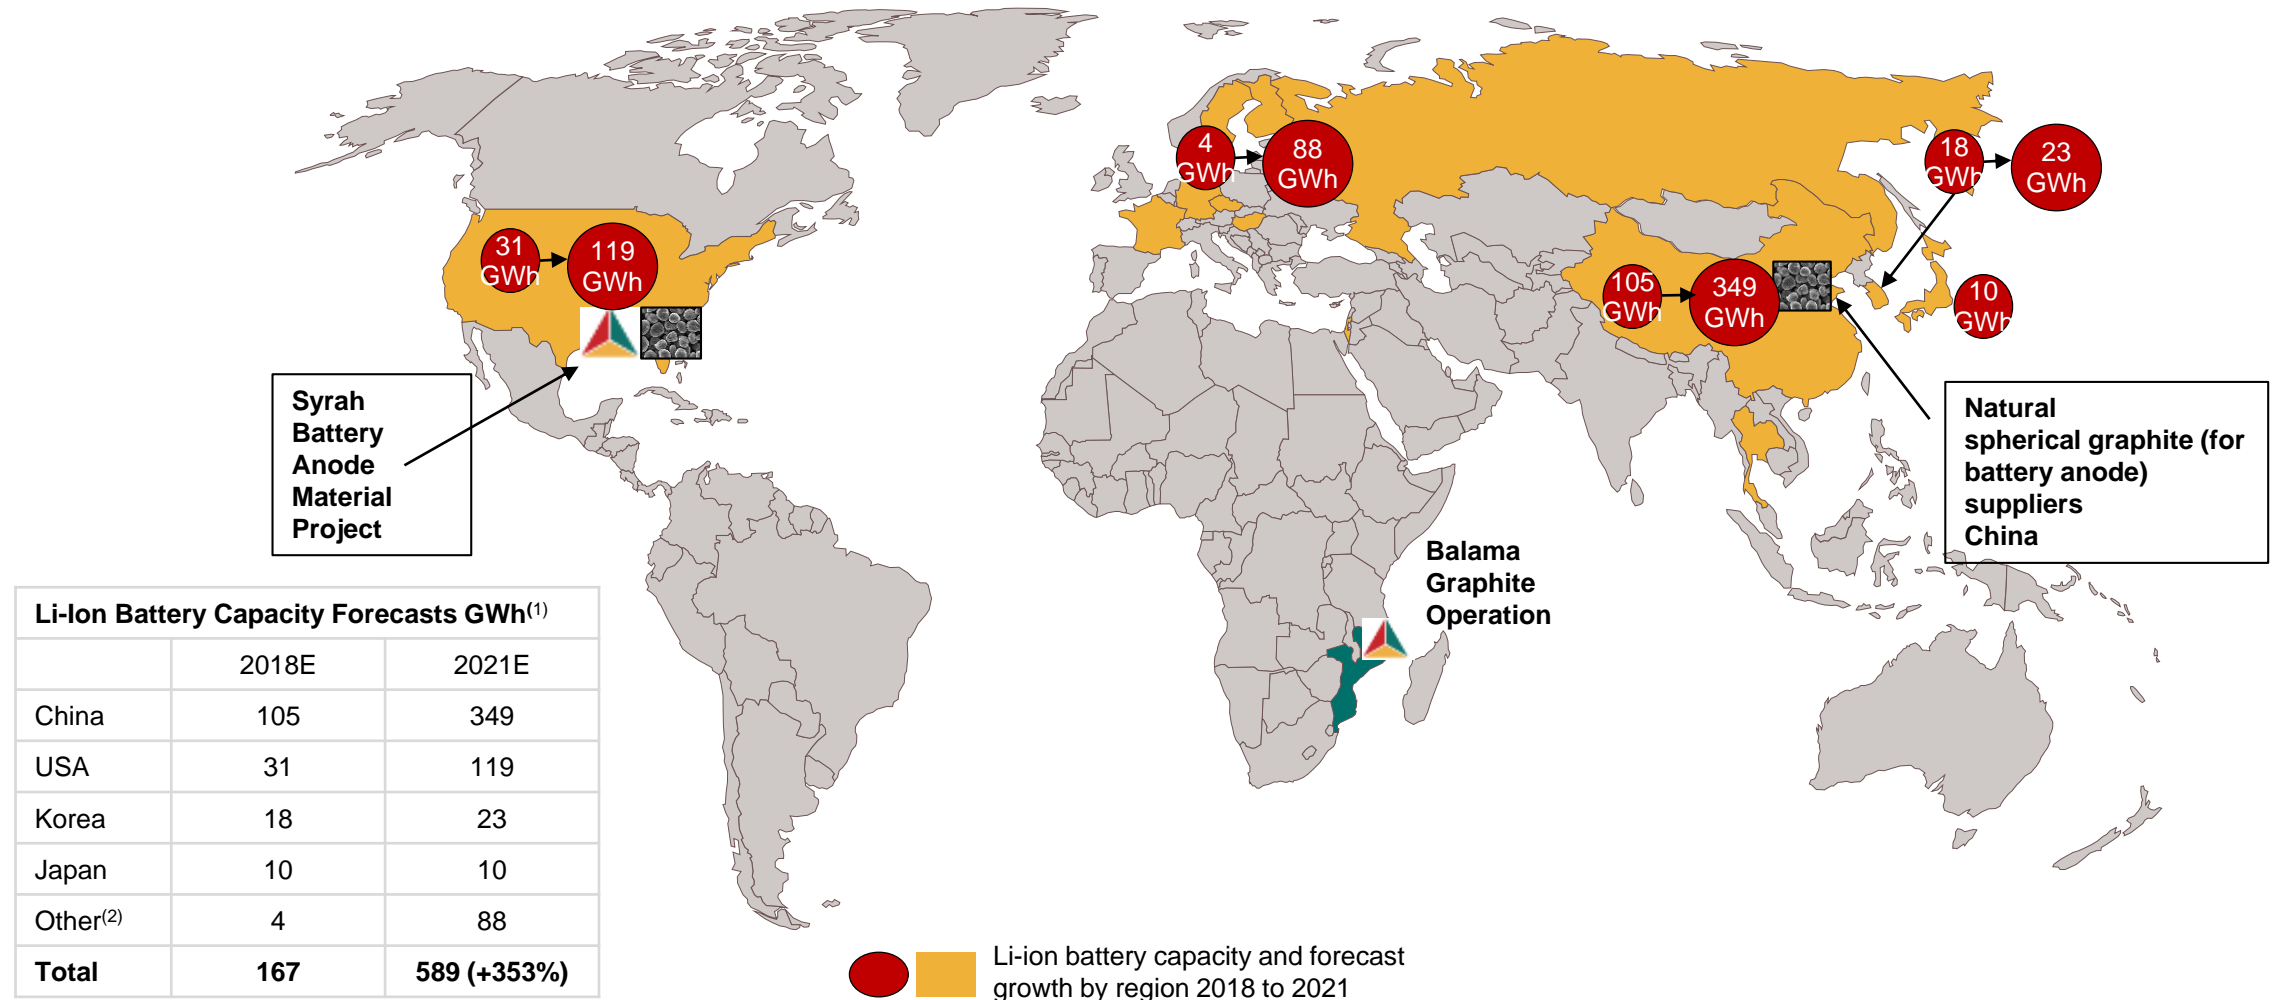 4
GWh
88
GWh
18
GWh
23
GWh
31
GWh
119
GWh
105
GWh
349
GWh
10
GWh
Syrah
Battery
Anode
Material
Project
Natural
spherical graphite (for
battery anode)
suppliers
China
Balama
Graphite
Operation
Li-Ion Battery Capacity Forecasts GWh(1)
2018E 2021E
China 105 349
USA 31 119
Korea 18 23
Japan 10 10
Other(2) 4 88
Total 167 589 (+353%)
Li-ion battery capacity and forecast
growth by region 2018 to 2021